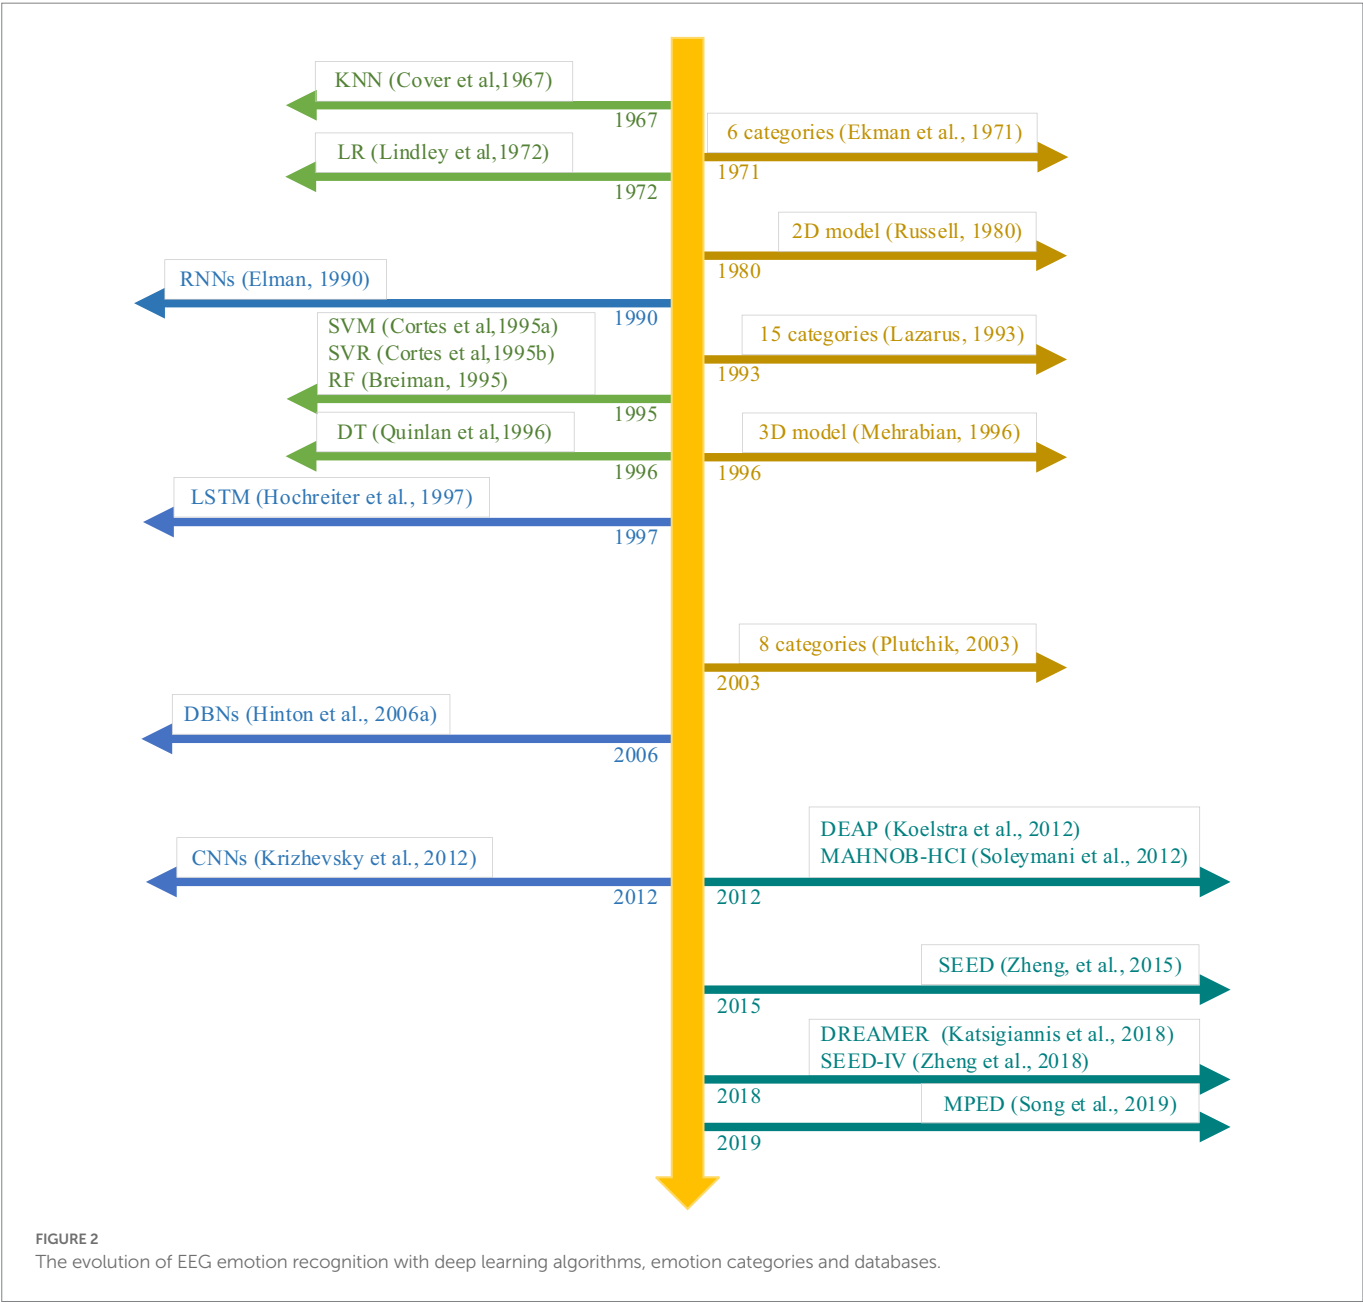 KNN (Cover et al,1967)
1967
6 categories (Ekman et al., 1971)
1971
LR (Lindley et al,1972)
1972
2D model (Russell, 1980)
1980
RNNs (Elman, 1990)
1990
SVM (Cortes et al,1995a)
SVR (Cortes et al,1995b)
RF (Breiman, 1995)
1995
15 categories (Lazarus, 1993)
1993
DT (Quinlan et al,1996)
1996
3D model (Mehrabian, 1996)
1996
LSTM (Hochreiter et al., 1997)
1997
8 categories (Plutchik, 2003)
2003
DBNs (Hinton et al., 2006a)
2006
CNNs (Krizhevsky et al., 2012)
2012
DEAP (Koelstra et al., 2012)
MAHNOB-HCI (Soleymani et al., 2012)
2012
SEED (Zheng, et al., 2015)
2015
DREAMER (Katsigiannis et al., 2018)
SEED-IV (Zheng et al., 2018)
2018
MPED (Song et al., 2019)
2019
FIGURE 2
The evolution of EEG emotion recognition with deep learning algorithms, emotion categories and databases.